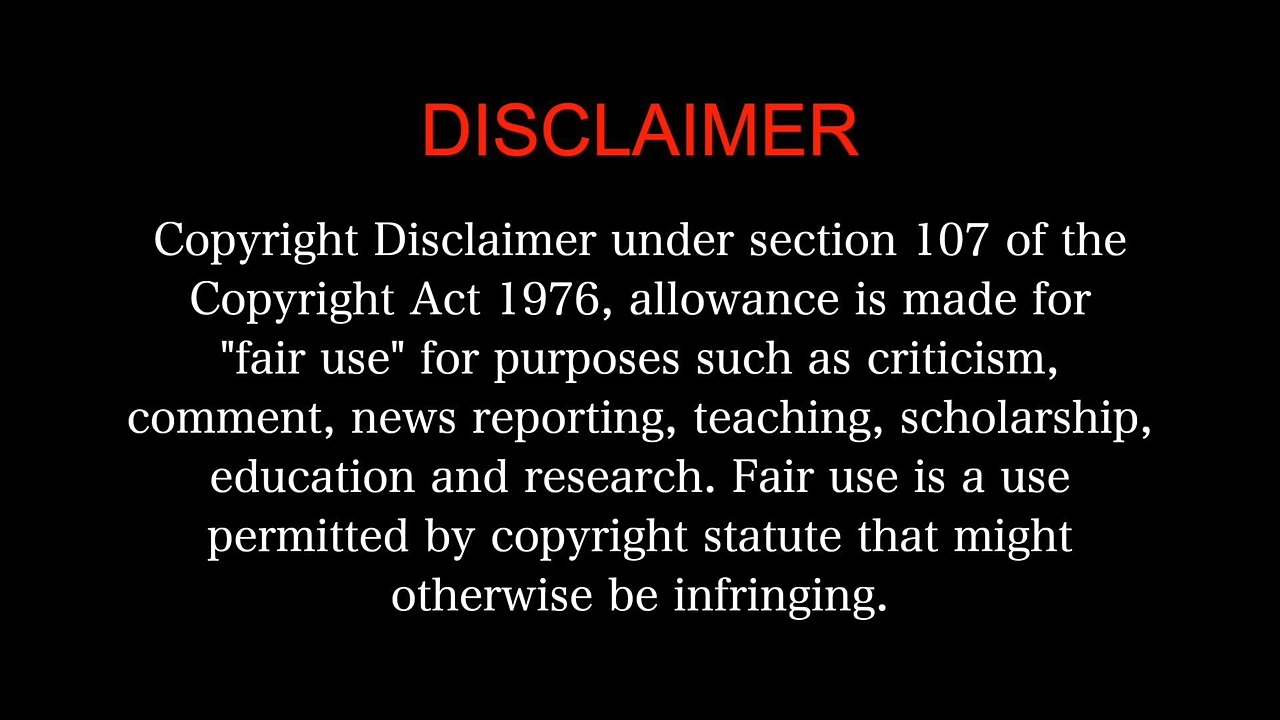 DISCLAIMER
Copyright Disclaimer under section 107 of the
Copyright Act 1976, allowance is made for
"fair use" for purposes such as criticism,
comment, news reporting, teaching, scholarship,
education and research. Fair use is a use
permitted by copyright statute that might
otherwise be infringing.